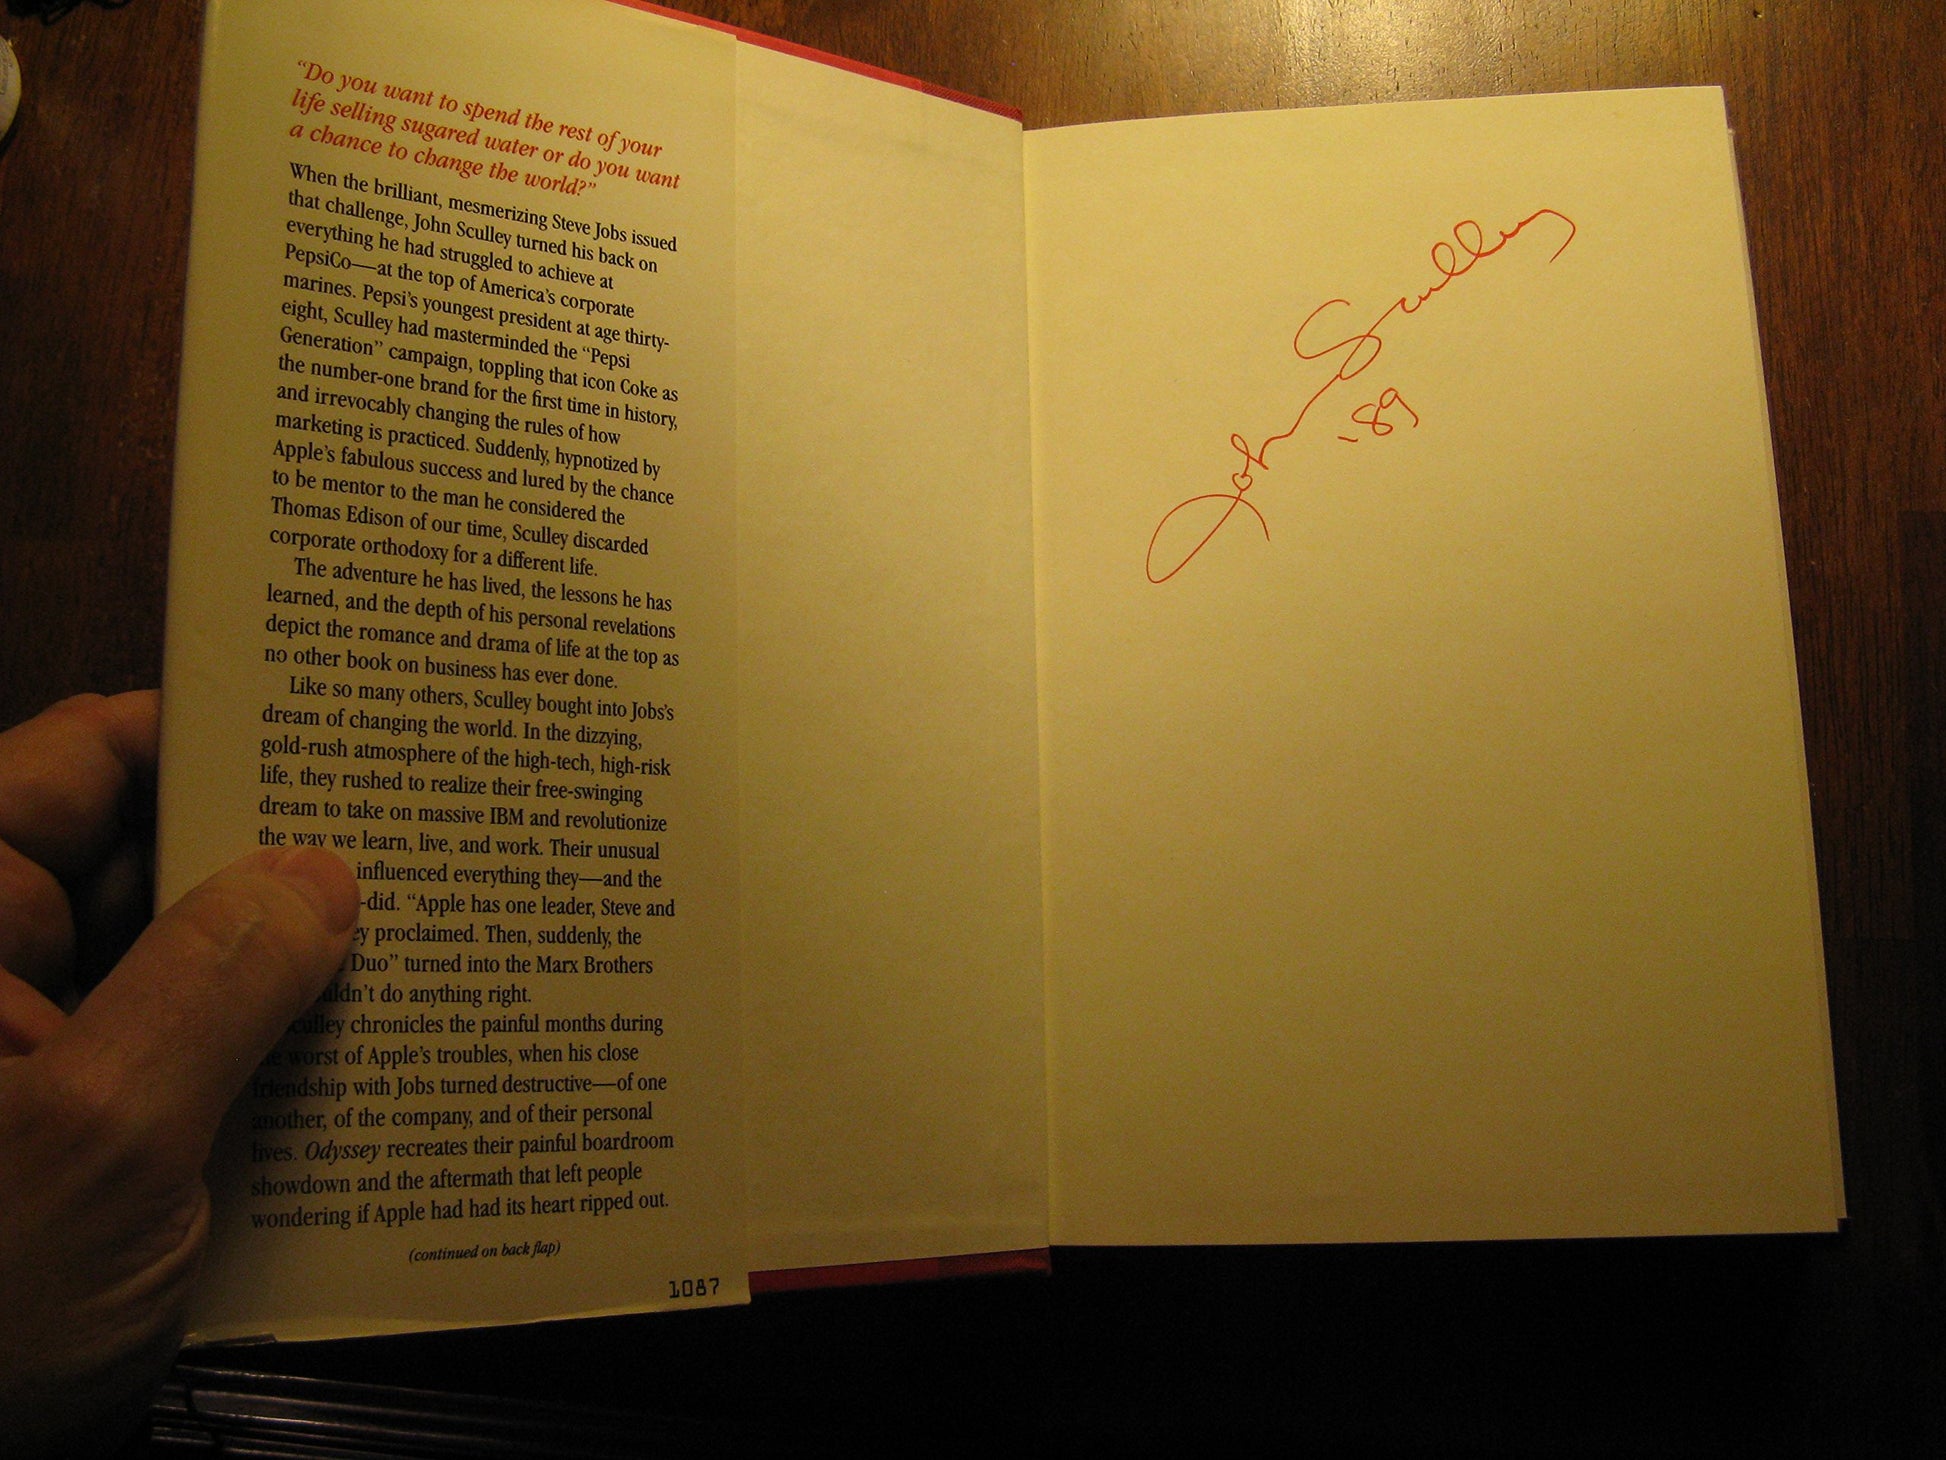 “Do you want to spend the rest of your
life selling sugared water or do you want
a chance to change the world?”
When the brilliant, mesmerizing Steve Jobs issued
that challenge, John Sculley turned his back on
everything he had struggled to achieve at
PepsiCo—at the top of America’s corporate
marines. Pepsi’s youngest president at age thirty-
eight, Sculley had masterminded the “Pepsi
Generation” campaign, toppling that icon Coke as
the number-one brand for the first time in history,
and irrevocably changing the rules of how
marketing is practiced. Suddenly, hypnotized by
Apple’s fabulous success and lured by the chance
to be mentor to the man he considered the
Thomas Edison of our time, Sculley discarded
corporate orthodoxy for a different life.
The adventure he has lived, the lessons he has
learned, and the depth of his personal revelations
depict the romance and drama of life at the top as
no other book on business has ever done.
Like so many others, Sculley bought into Jobs’s
dream of changing the world. In the dizzying,
gold-rush atmosphere of the high-tech, high-risk
life, they rushed to realize their free-swinging
dream to take on massive IBM and revolutionize
the way we learn, live, and work. Their unusual
influenced everything they—and the
did. “Apple has one leader, Steve and
proclaimed. Then, suddenly, the
Duo” turned into the Marx Brothers
do anything right.
Sculley chronicles the painful months during
the worst of Apple’s troubles, when his close
friendship with Jobs turned destructive—of one
another, of the company, and of their personal
lives. Odyssey recreates their painful boardroom
showdown and the aftermath that left people
wondering if Apple had had its heart ripped out.
(continued on back flap)
1087
John Sculley
'89